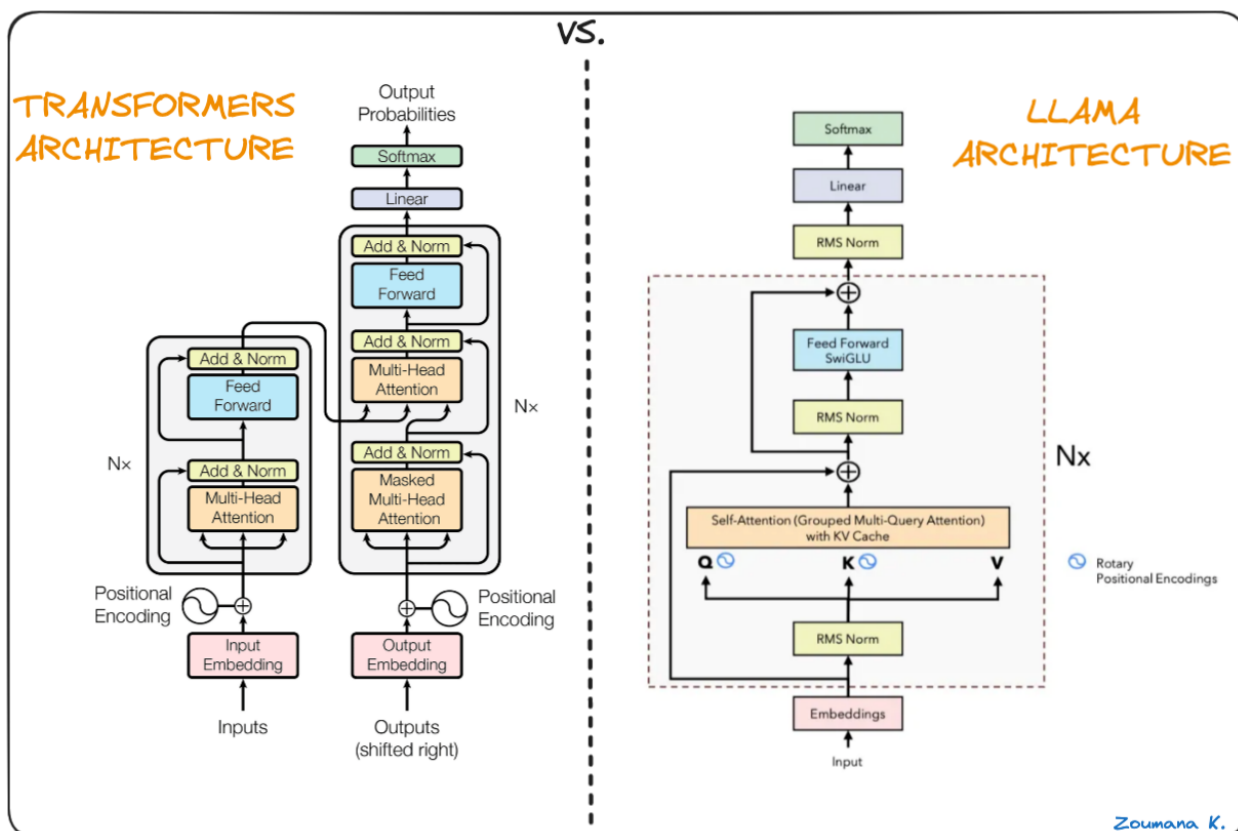 VS.
TRANSFORMERS
ARCHITECTURE
Output
Probabilities
Softmax
Linear
Add & Norm
Feed
Forward
Add & Norm
Multi-Head
Attention
Add & Norm
Masked
Multi-Head
Attention
Nx
Add & Norm
Feed
Forward
Add & Norm
Multi-Head
Attention
Nx
Positional
Encoding
Positional
Encoding
Input
Embedding
Output
Embedding
Inputs
Outputs
(shifted right)
LLAMA
ARCHITECTURE
Softmax
Linear
RMS Norm
Feed Forward
SwiGLU
RMS Norm
Nx
Self-Attention (Grouped Multi-Query Attention)
with KV Cache
Q
K
V
Rotary
Positional Encodings
RMS Norm
Embeddings
Input
Zoumana K.